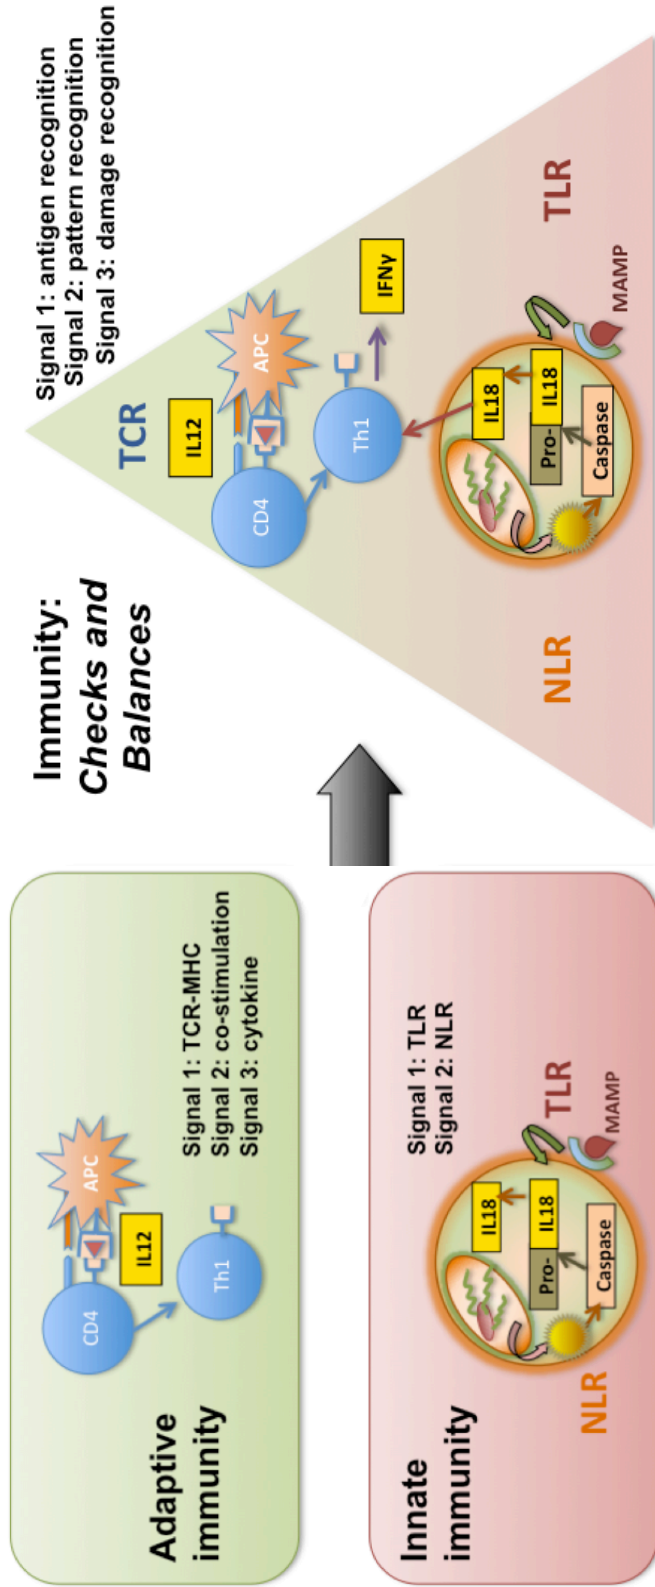 Adaptive
immunity
CD4
APC
IL12
Th1
Signal 1: TCR-MHC
Signal 2: co-stimulation
Signal 3: cytokine
Innate
immunity
Signal 1: TLR
Signal 2: NLR
NLR
TLR
MAMP
IL18
Pro-
IL18
Caspase
Immunity:
Checks and
Balances
Signal 1: antigen recognition
Signal 2: pattern recognition
Signal 3: damage recognition
TCR
IL12
CD4
APC
Th1
IFNγ
NLR
TLR
IL18
Pro-
IL18
Caspase
MAMP